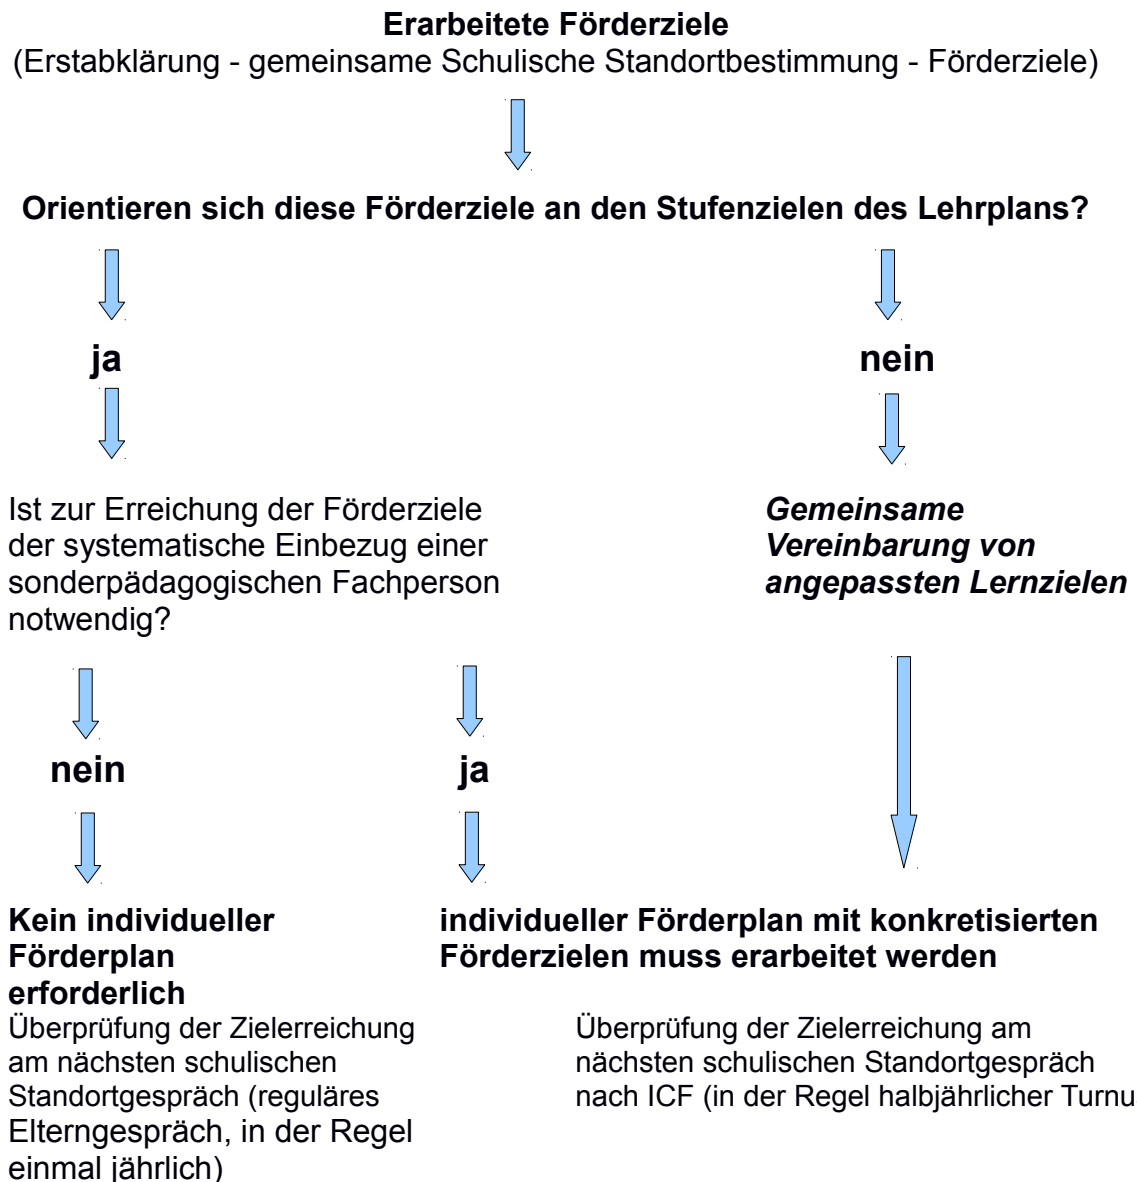 Erarbeitete Förderziele
(Erstabklärung - gemeinsame Schulische Standortbestimmung - Förderziele)
Orientieren sich diese Förderziele an den Stufenzielen des Lehrplans?
ja
nein
Ist zur Erreichung der Förderziele
der systematische Einbezug einer
sonderpädagogischen Fachperson
notwendig?
Gemeinsame
Vereinbarung von
angepassten Lernzielen
nein
ja
Kein individueller
Förderplan
erforderlich
Überprüfung der Zielerreichung
am nächsten schulischen
Standortgespräch (reguläres
Elterngespräch, in der Regel
einmal jährlich)
individueller Förderplan mit konkretisierten
Förderzielen muss erarbeitet werden
Überprüfung der Zielerreichung am
nächsten schulischen Standortgespräch
nach ICF (in der Regel halbjährlicher Turnu